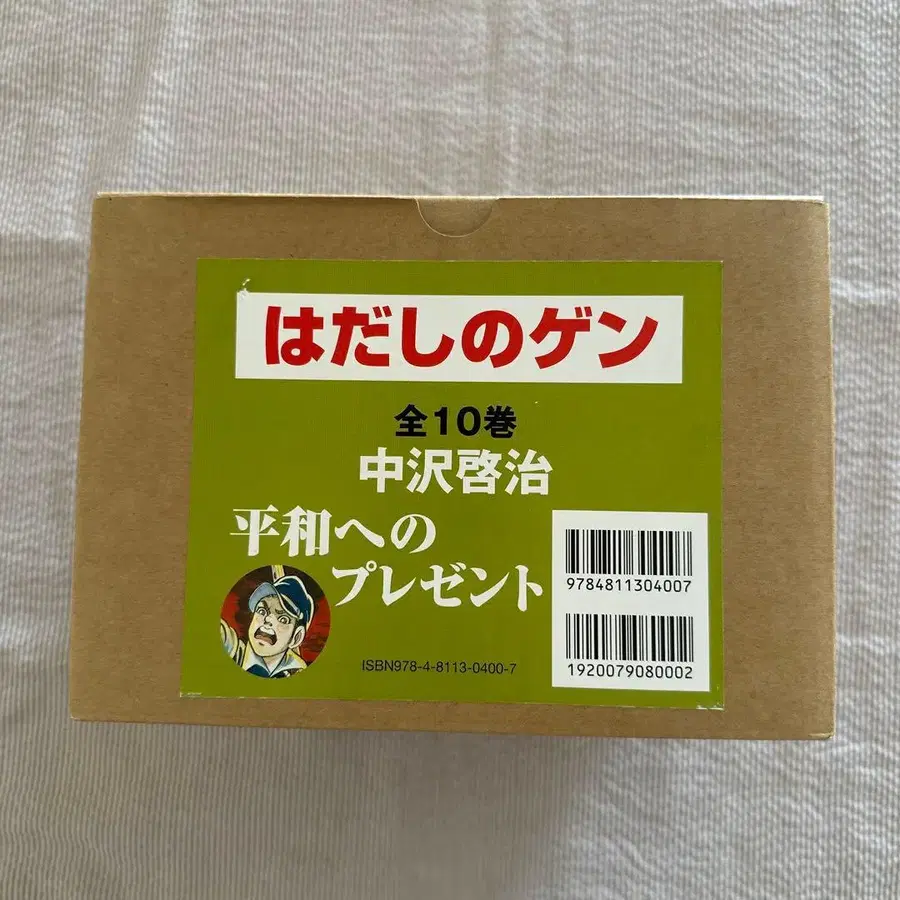 はだしのゲン
全10巻
中沢啓治
平和への
プレゼント
9784811304007
1920079080002
ISBN978-4-8113-0400-7